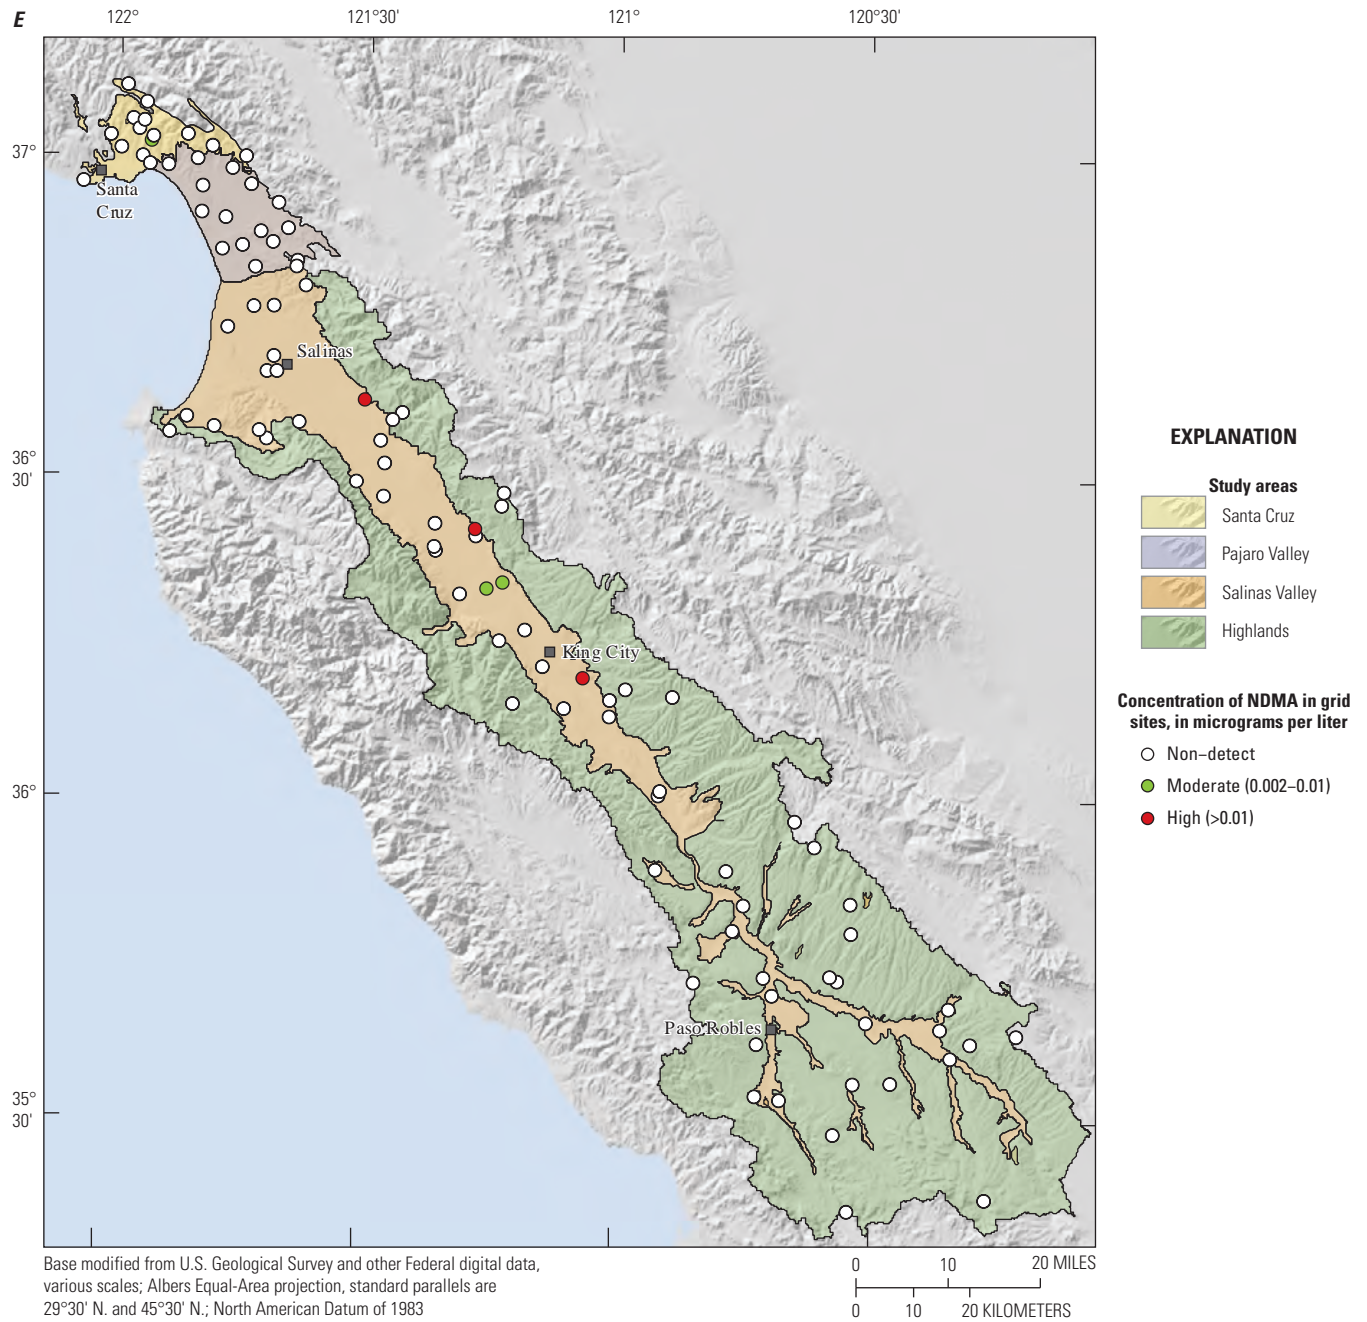 E
122°
121°30'
121°
120°30'
37°
36°
30'
36°
35°
30'
Santa
Cruz
Salinas
King City
Paso Robles
EXPLANATION
Study areas
Santa Cruz
Pajaro Valley
Salinas Valley
Highlands
Concentration of NDMA in grid
sites, in micrograms per liter
Non–detect
Moderate (0.002–0.01)
High (>0.01)
Base modified from U.S. Geological Survey and other Federal digital data,
various scales; Albers Equal-Area projection, standard parallels are
29°30' N. and 45°30' N.; North American Datum of 1983
0 10 20 MILES
0 10 20 KILOMETERS